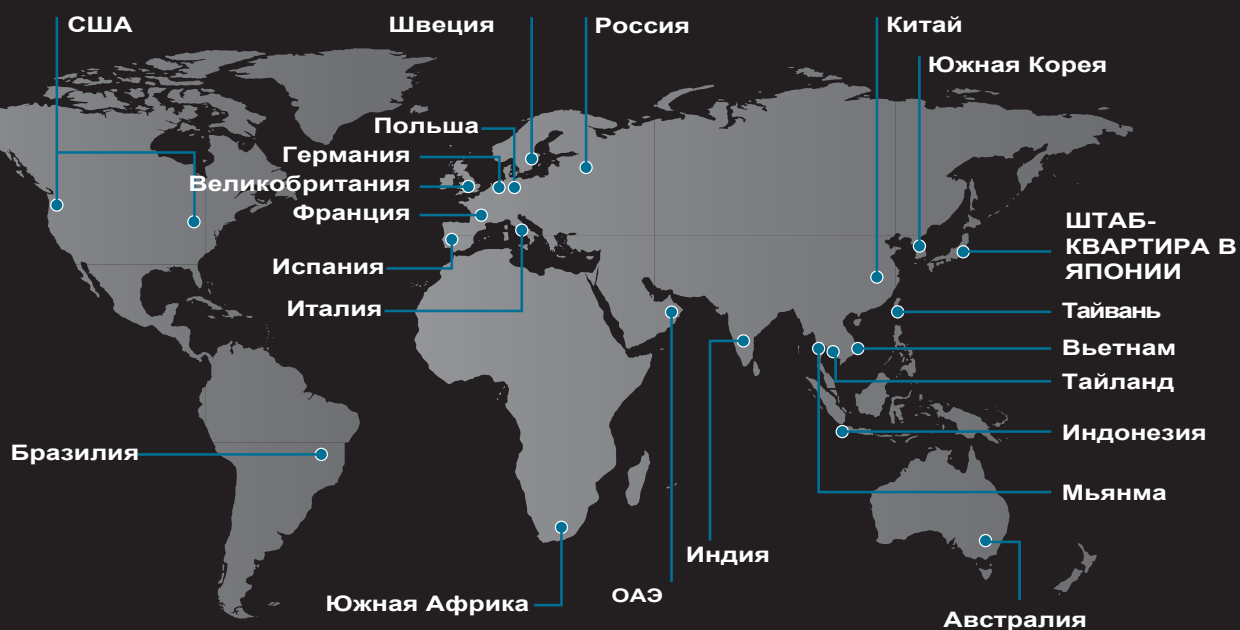 США
Швеция
Россия
Китай
Южная Корея
Польша
Германия
Великобритания
Франция
Испания
Италия
ШТАБ-
КВАРТИРА В
ЯПОНИИ
Тайвань
Вьетнам
Тайланд
Индонезия
Мьянма
Бразилия
Индия
ОАЭ
Южная Африка
Австралия